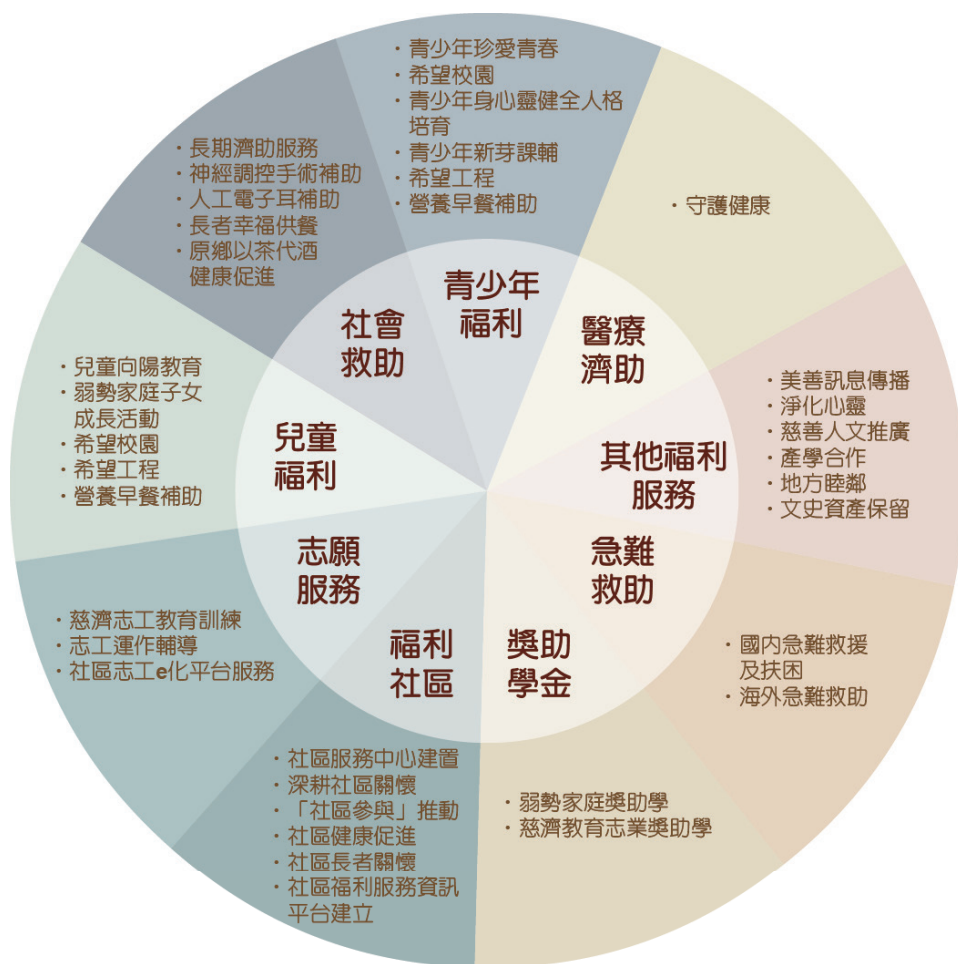 ・青少年珍愛青春
・希望校園
・青少年身心靈健全人格
培育
・青少年新芽課輔
・希望工程
・營養早餐補助
青少年
福利
・守護健康
醫療
濟助
・美善訊息傳播
・淨化心靈
・慈善人文推廣
・產學合作
・地方睦鄰
・文史資產保留
其他福利
服務
・國內急難救援
及扶困
・海外急難救助
急難
救助
・弱勢家庭獎助學
・慈濟教育志業獎助學
獎助
學金
・社區服務中心建置
・深耕社區關懷
・「社區參與」推動
・社區健康促進
・社區長者關懷
・社區福利服務資訊
平台建立
福利
社區
・慈濟志工教育訓練
・志工運作輔導
・社區志工e化平台服務
志願
服務
・兒童向陽教育
・弱勢家庭子女
成長活動
・希望校園
・希望工程
・營養早餐補助
兒童
福利
・長期濟助服務
・神經調控手術補助
・人工電子耳補助
・長者幸福供餐
・原鄉以茶代酒
健康促進
社會
救助